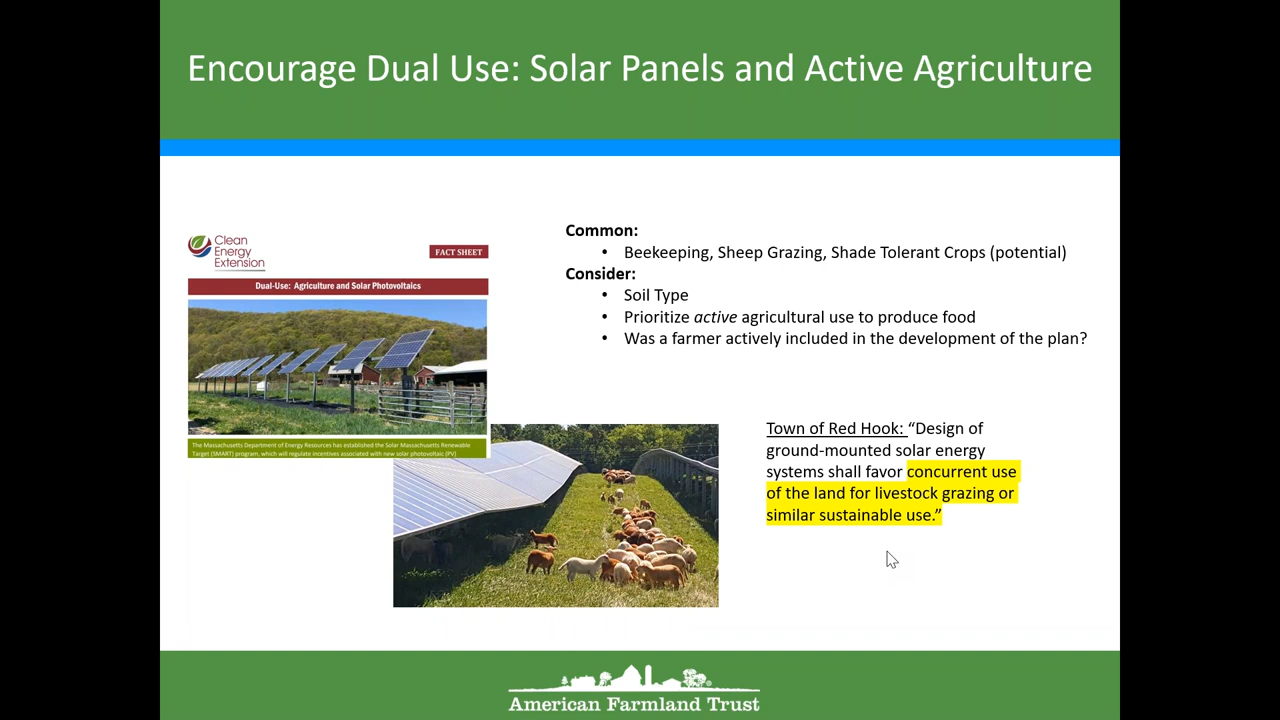 Encourage Dual Use: Solar Panels and Active Agriculture
Clean
Energy
Extension
FACT SHEET
Dual-Use: Agriculture and Solar Photovoltaics
The Massachusetts Department of Energy Resources has established the Solar Massachusetts Renewable
Target (SMART) program, which will regulate incentives associated with new solar photovoltaic (PV)
Common:
• Beekeeping, Sheep Grazing, Shade Tolerant Crops (potential)
Consider:
• Soil Type
• Prioritize active agricultural use to produce food
• Was a farmer actively included in the development of the plan?
Town of Red Hook: “Design of
ground-mounted solar energy
systems shall favor concurrent use
of the land for livestock grazing or
similar sustainable use.”
American Farmland Trust